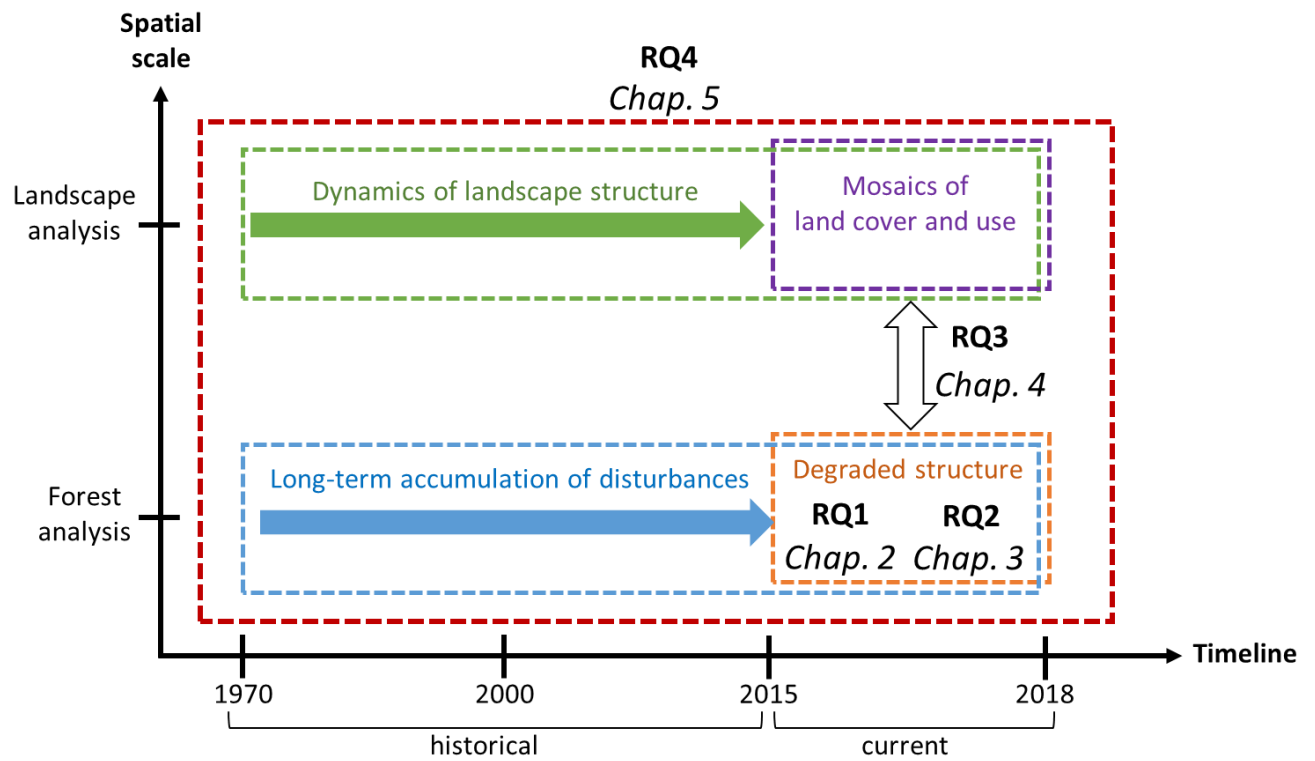 Spatial
scale
RQ4
Chap. 5
Landscape
analysis
Dynamics of landscape structure
Mosaics of
land cover and use
RQ3
Chap. 4
Forest
analysis
Long-term accumulation of disturbances
Degraded structure
RQ1
RQ2
Chap. 2
Chap. 3
Timeline
1970
2000
2015
2018
historical
current